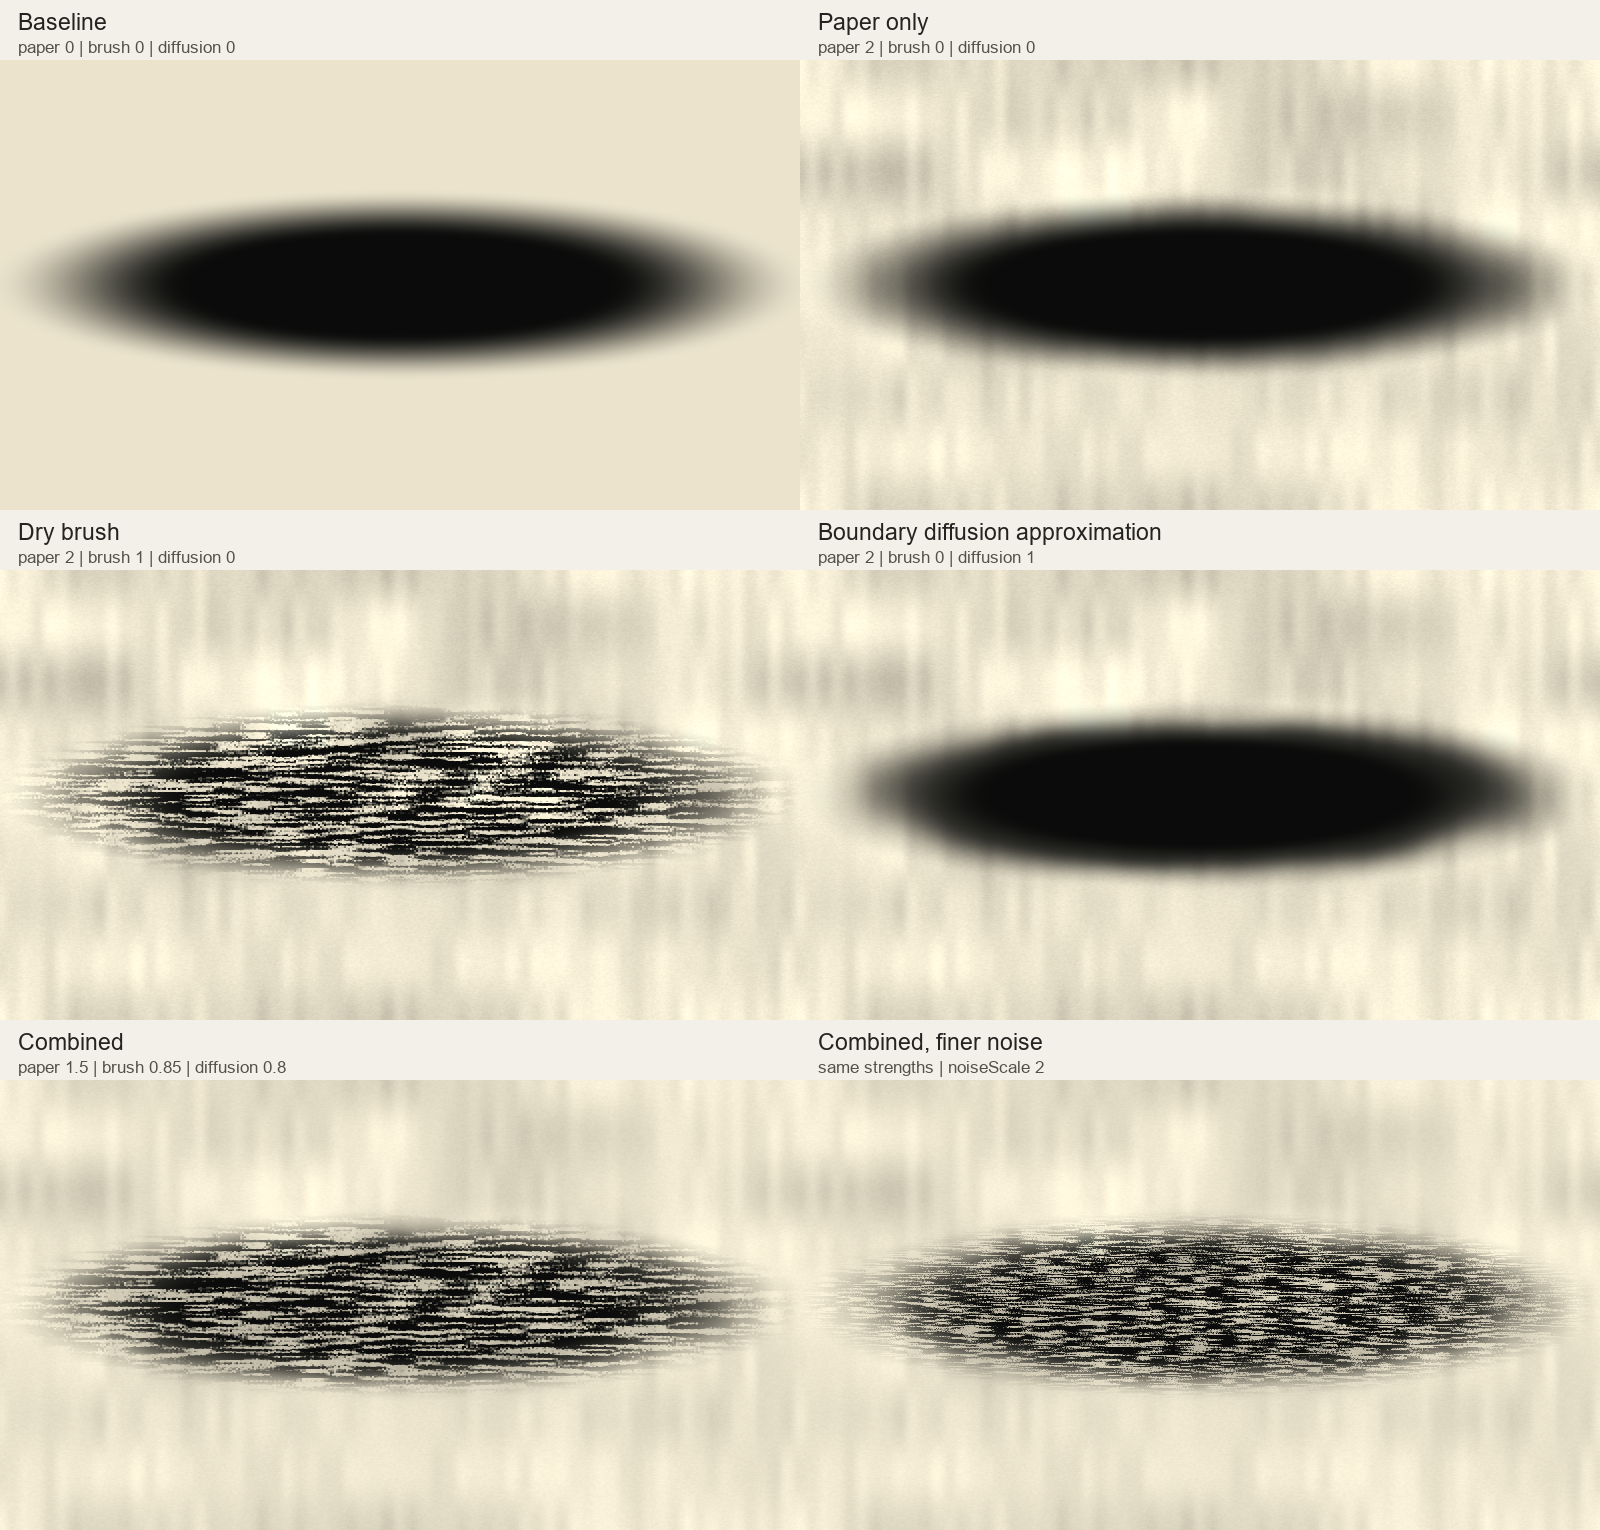 Baseline
paper 0 | brush 0 | diffusion 0
Paper only
paper 2 | brush 0 | diffusion 0
Dry brush
paper 2 | brush 1 | diffusion 0
Boundary diffusion approximation
paper 2 | brush 0 | diffusion 1
Combined
paper 1.5 | brush 0.85 | diffusion 0.8
Combined, finer noise
same strengths | noiseScale 2